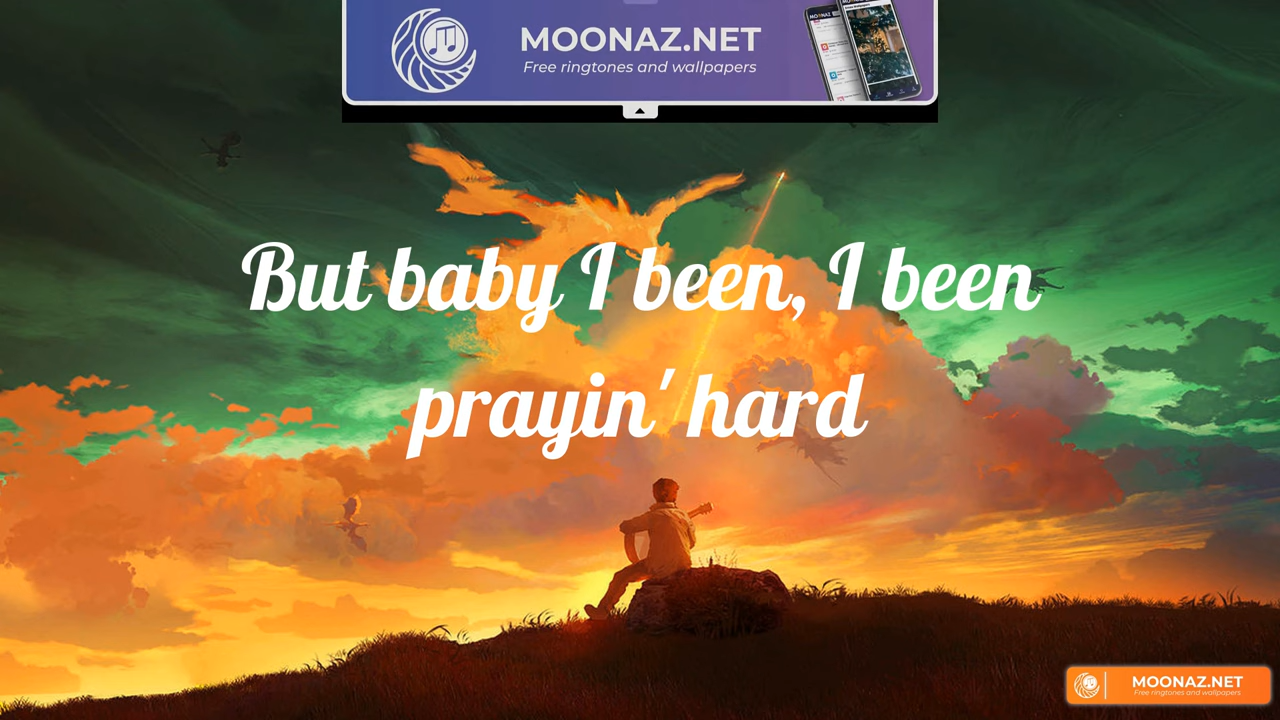 MOONAZ.NET
Free ringtones and wallpapers
But baby I been, I been
prayin' hard
MOONAZ.NET
Free ringtones and wallpapers